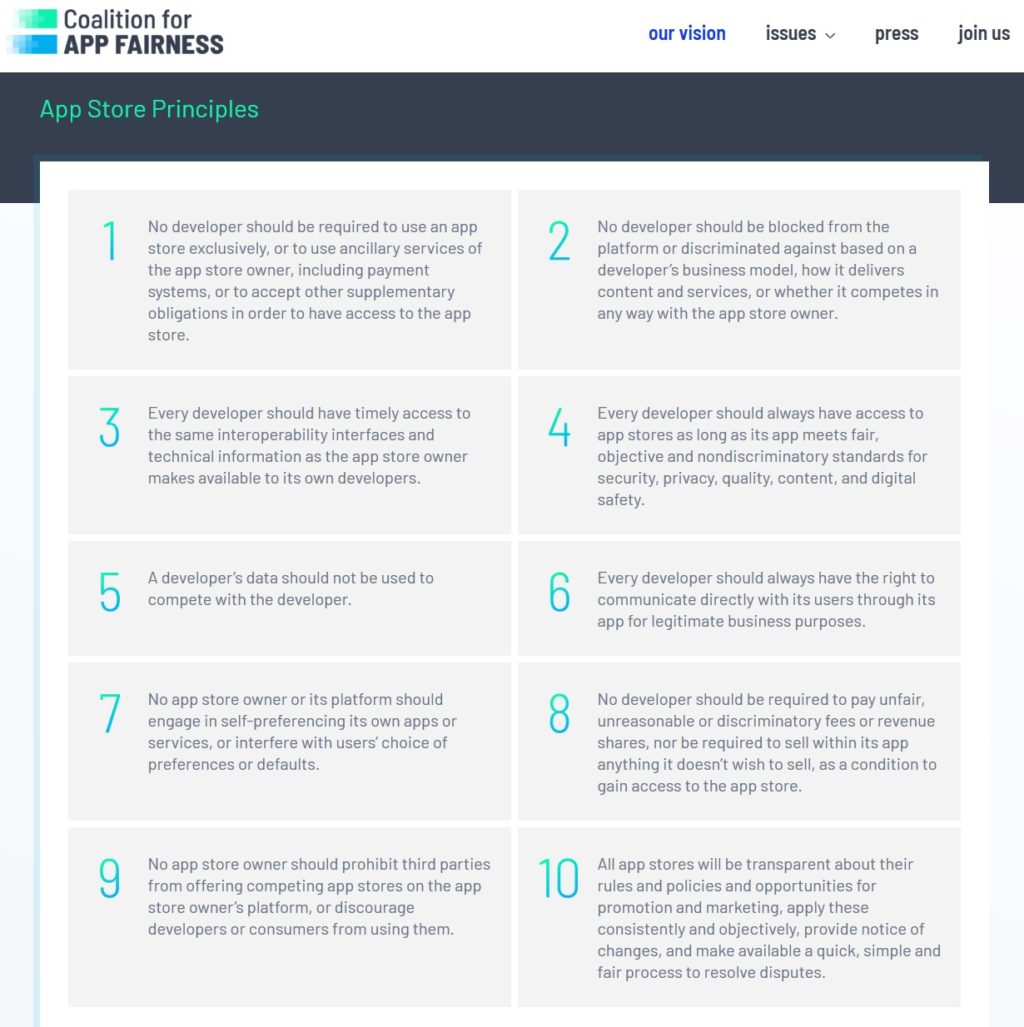 Coalition for
APP FAIRNESS
our vision
issues
press
join us
App Store Principles
1
No developer should be required to use an app
store exclusively, or to use ancillary services of
the app store owner, including payment
systems, or to accept other supplementary
obligations in order to have access to the app
store.
2
No developer should be blocked from the
platform or discriminated against based on a
developer’s business model, how it delivers
content and services, or whether it competes in
any way with the app store owner.
3
Every developer should have timely access to
the same interoperability interfaces and
technical information as the app store owner
makes available to its own developers.
4
Every developer should always have access to
app stores as long as its app meets fair,
objective and nondiscriminatory standards for
security, privacy, quality, content, and digital
safety.
5
A developer’s data should not be used to
compete with the developer.
6
Every developer should always have the right to
communicate directly with its users through its
app for legitimate business purposes.
7
No app store owner or its platform should
engage in self-preferencing its own apps or
services, or interfere with users’ choice of
preferences or defaults.
8
No developer should be required to pay unfair,
unreasonable or discriminatory fees or revenue
shares, nor be required to sell within its app
anything it doesn’t wish to sell, as a condition to
gain access to the app store.
9
No app store owner should prohibit third parties
from offering competing app stores on the app
store owner’s platform, or discourage
developers or consumers from using them.
10
All app stores will be transparent about their
rules and policies and opportunities for
promotion and marketing, apply these
consistently and objectively, provide notice of
changes, and make available a quick, simple and
fair process to resolve disputes.